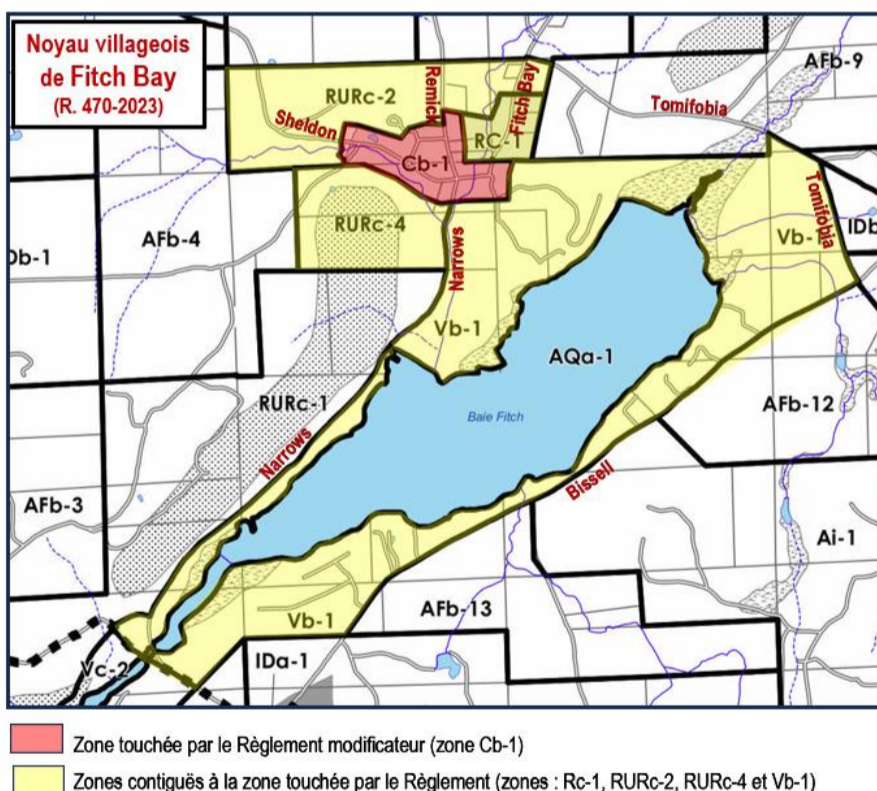 Noyau villageois
de Fitch Bay
(R. 470-2023)
AFb-9
RURc-2
Remick
Fitch Bay
Tomifobia
Sheldon
RC-1
Cb-1
RURc-4
AFb-4
Narrows
Vb-1
Tomifobia
IDb
Db-1
Vb-1
AQa-1
Baie Fitch
RURc-1
AFb-12
Narrows
Bissell
AFb-3
Ai-1
Vb-1
AFb-13
Vc-2
IDa-1
Zone touchée par le Règlement modificateur (zone Cb-1)
Zones contiguës à la zone touchée par le Règlement (zones : Rc-1, RURc-2, RURc-4 et Vb-1)